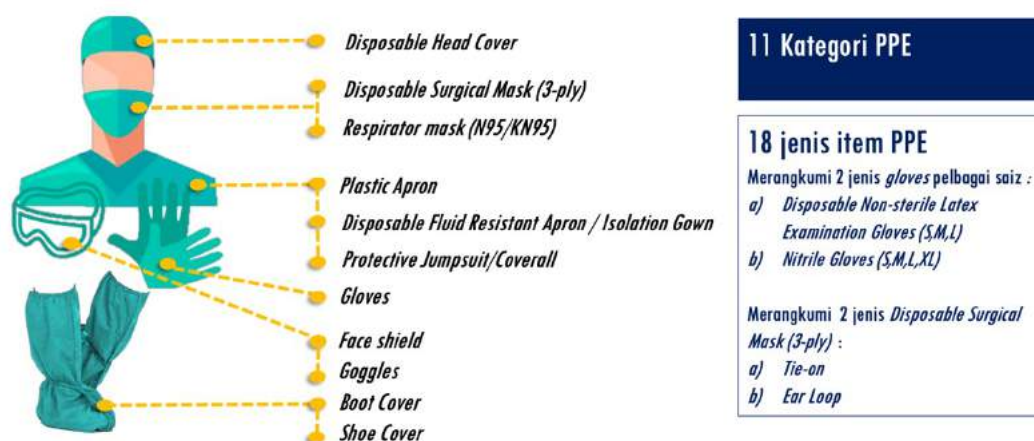 Disposable Head Cover
Disposable Surgical Mask (3-ply)
Respirator mask (N95/KN95)
Plastic Apron
Disposable Fluid Resistant Apron / Isolation Gown
Protective Jumpsuit/Coverall
Gloves
Face shield
Goggles
Boot Cover
Shoe Cover
11 Kategori PPE
18 jenis item PPE
Merangkumi 2 jenis gloves pelbagai saiz :
a) Disposable Non-sterile Latex
Examination Gloves (S,M,L)
b) Nitrile Gloves (S,M,L,XL)
Merangkumi 2 jenis Disposable Surgical
Mask (3-ply) :
a) Tie-on
b) Ear Loop